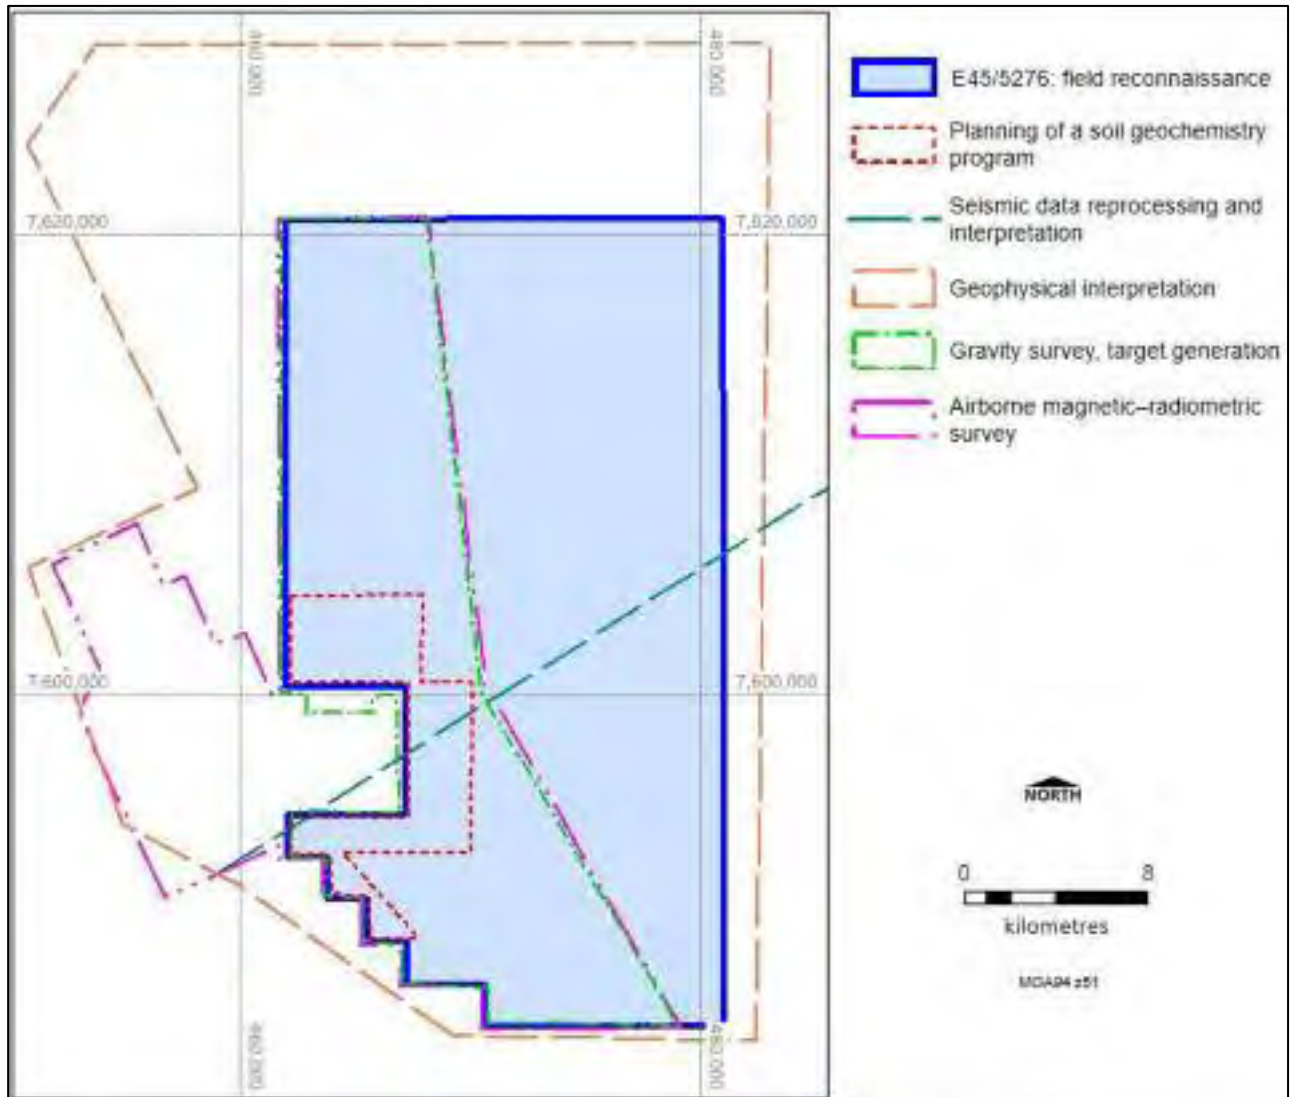 460,000
480,000
7,620,000
7,620,000
7,600,000
7,600,000
460,000
480,000
E45/5276: field reconnaissance
Planning of a soil geochemistry
program
Seismic data reprocessing and
interpretation
Geophysical interpretation
Gravity survey, target generation
Airborne magnetic–radiometric
survey
NORTH
0 8
kilometres
MGA94 z51